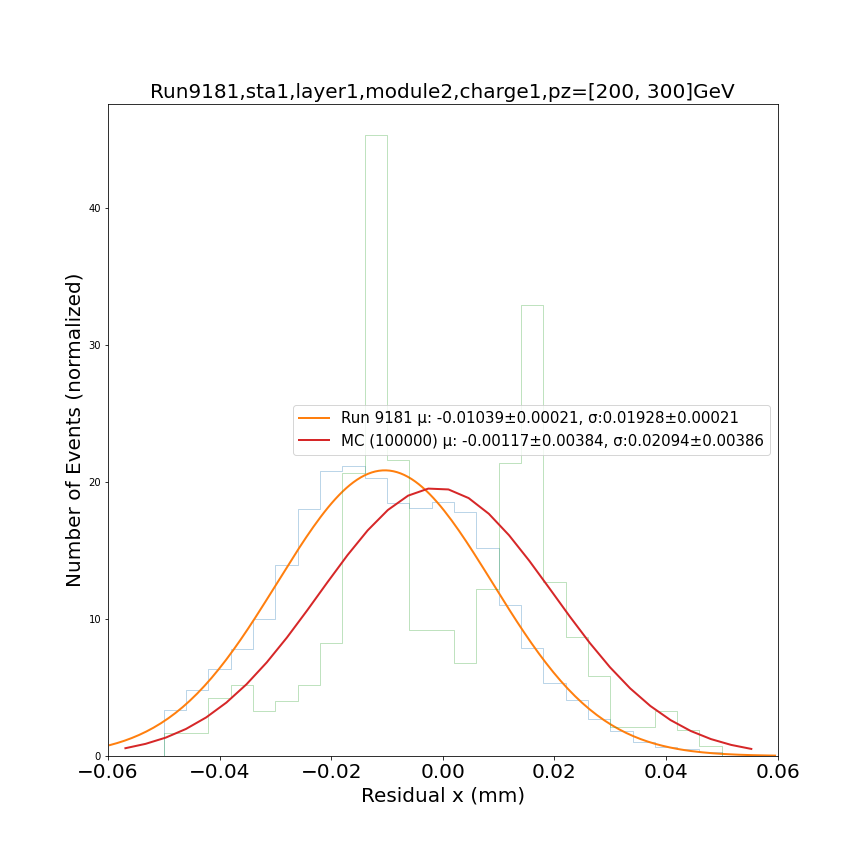 Run9181,sta1,layer1,module2,charge1,pz=[200, 300]GeV
Number of Events (normalized)
40
30
20
10
0
Run 9181 μ: -0.01039±0.00021, σ:0.01928±0.00021
MC (100000) μ: -0.00117±0.00384, σ:0.02094±0.00386
−0.06 −0.04 −0.02 0.00 0.02 0.04 0.06
Residual x (mm)